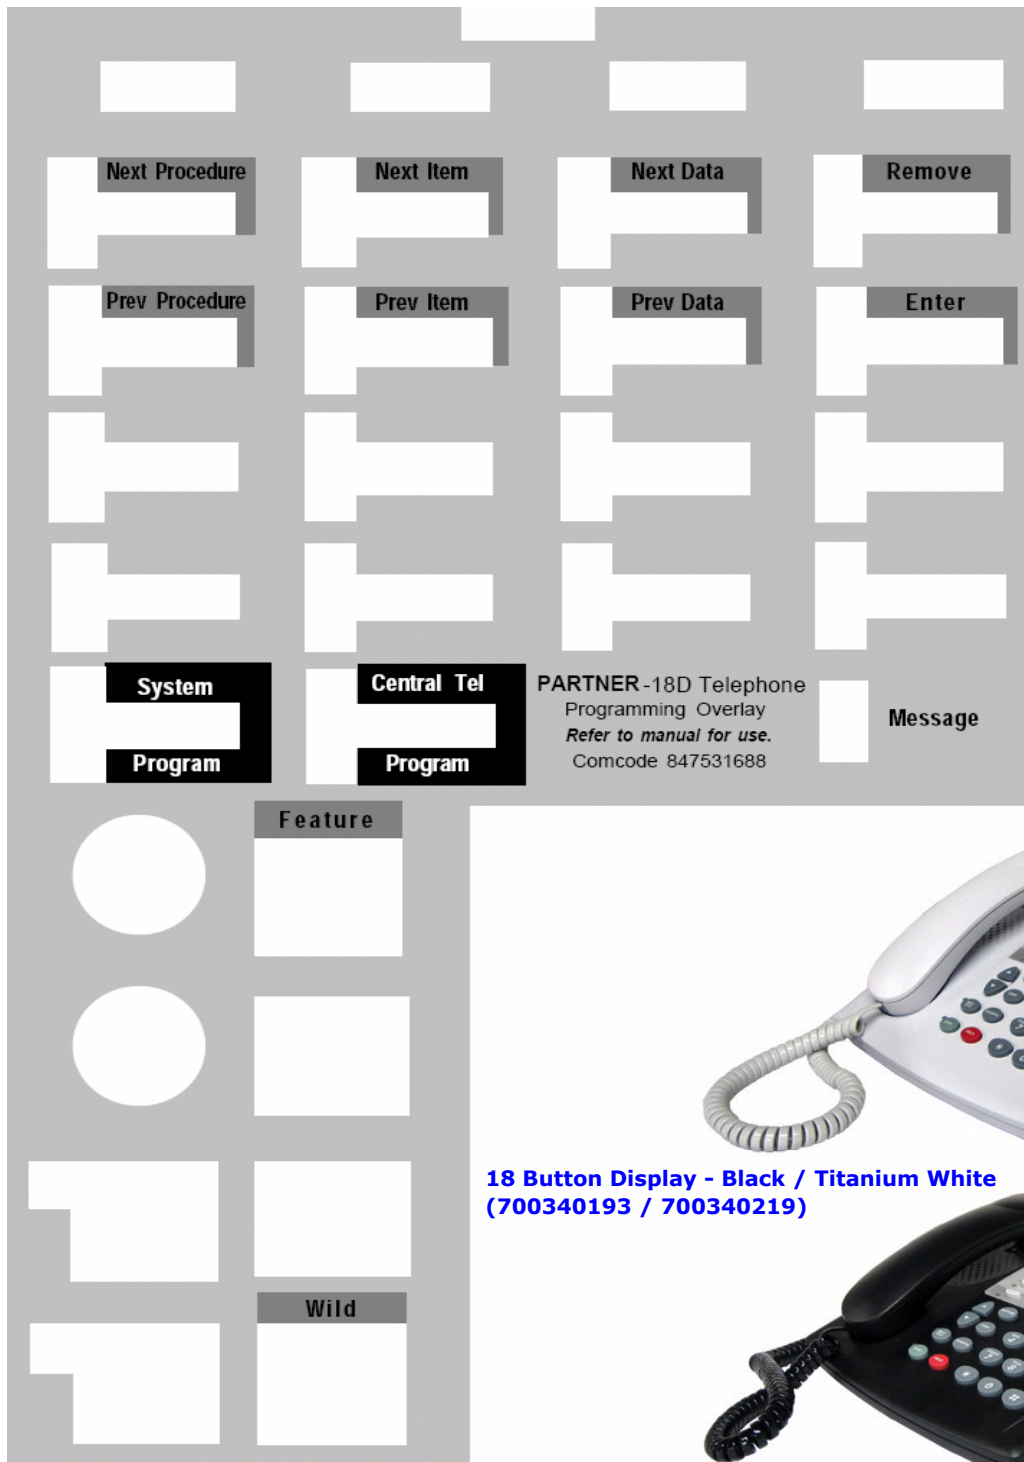 Next Procedure
Next Item
Next Data
Remove
Prev Procedure
Prev Item
Prev Data
Enter
System
Program
Central Tel
Program
PARTNER-18D Telephone
Programming Overlay
Refer to manual for use.
Comcode 847531688
Message
Feature
Wild
18 Button Display - Black / Titanium White
(700340193 / 700340219)